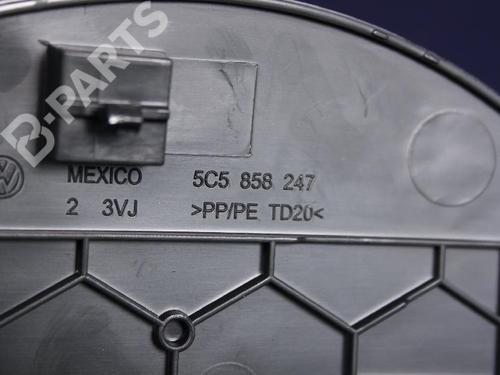 B-PARTS
MEXICO 5C5 858 247
2 3VJ >PP/PE TD20<